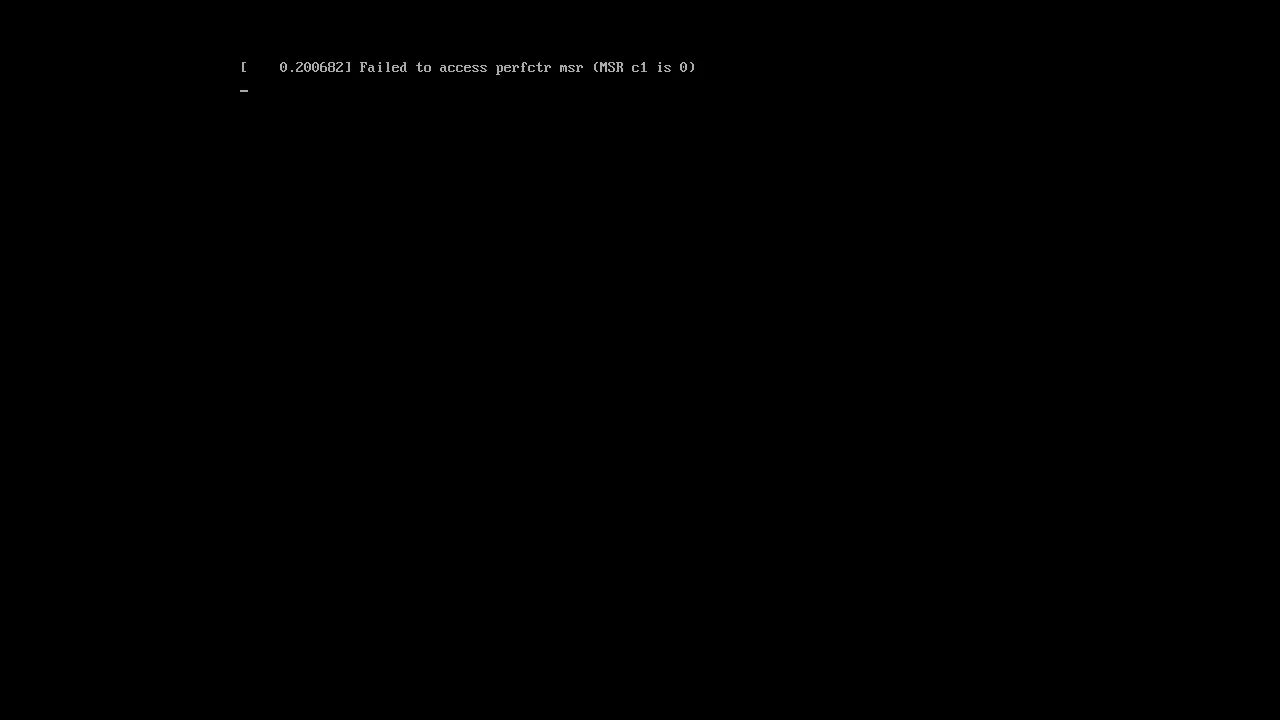 [    0.200682] Failed to access perfctr msr (MSR c1 is 0)
_